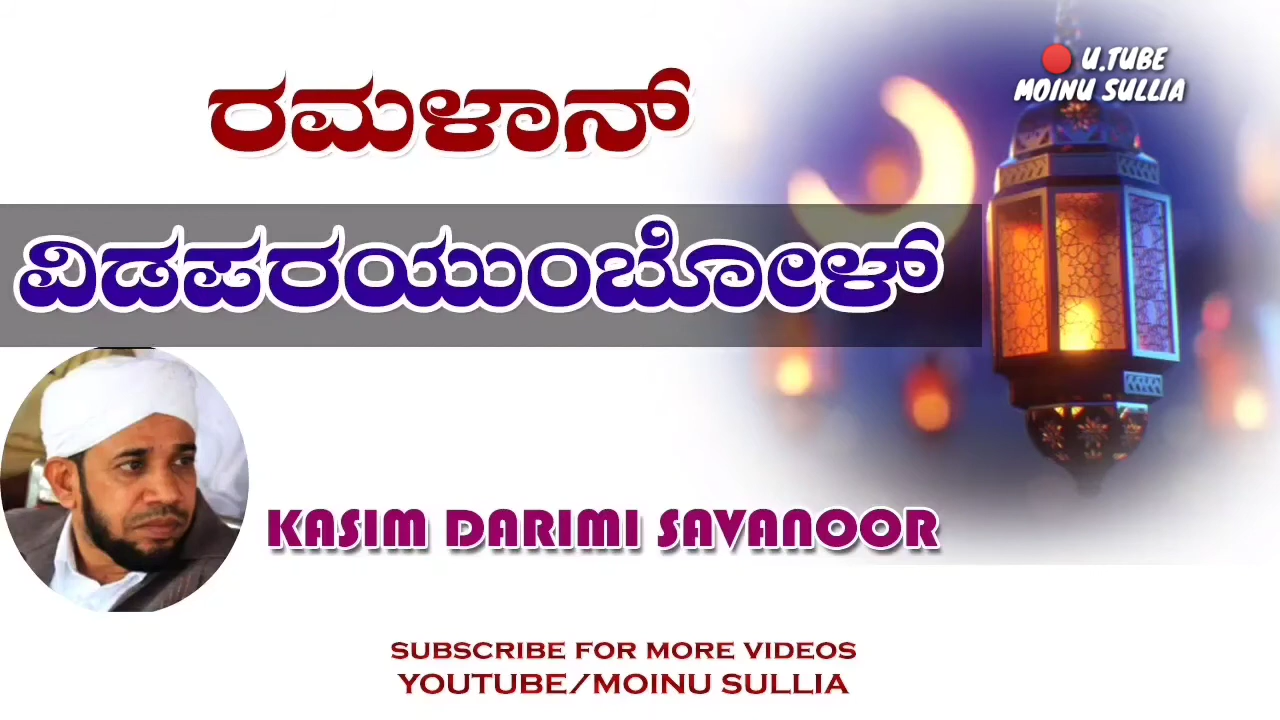 ರಮಳಾನ್
U.TUBE
MOINU SULLIA
ವಿಡಪರಯುಂಬೋಳ್
KASIM DARIMI SAVANOOR
SUBSCRIBE FOR MORE VIDEOS
YOUTUBE/MOINU SULLIA